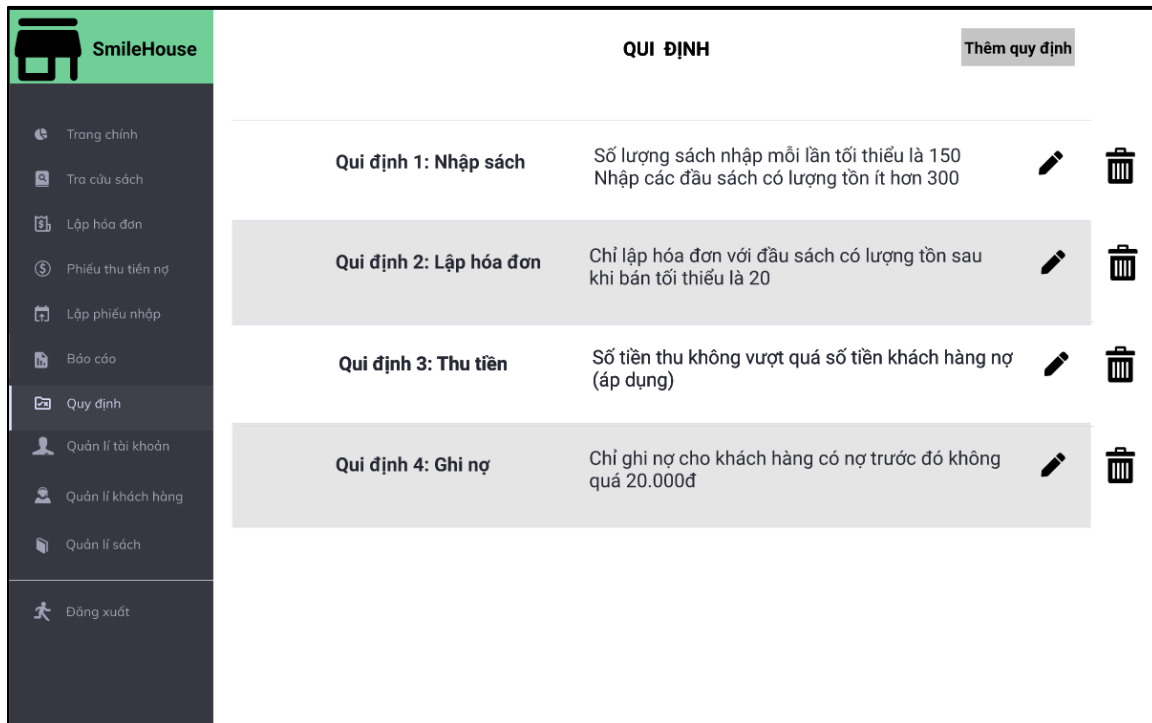 SmileHouse
QUI ĐỊNH
Thêm quy định
Trang chính
Tra cứu sách
Lập hóa đơn
Phiếu thu tiền nợ
Lập phiếu nhập
Báo cáo
Quy định
Quản lí tài khoản
Quản lí khách hàng
Quản lí sách
Đăng xuất
Qui định 1: Nhập sách
Số lượng sách nhập mỗi lần tối thiểu là 150
Nhập các đầu sách có lượng tồn ít hơn 300
Qui định 2: Lập hóa đơn
Chỉ lập hóa đơn với đầu sách có lượng tồn sau
khi bán tối thiểu là 20
Qui định 3: Thu tiền
Số tiền thu không vượt quá số tiền khách hàng nợ
(áp dụng)
Qui định 4: Ghi nợ
Chỉ ghi nợ cho khách hàng có nợ trước đó không
quá 20.000đ